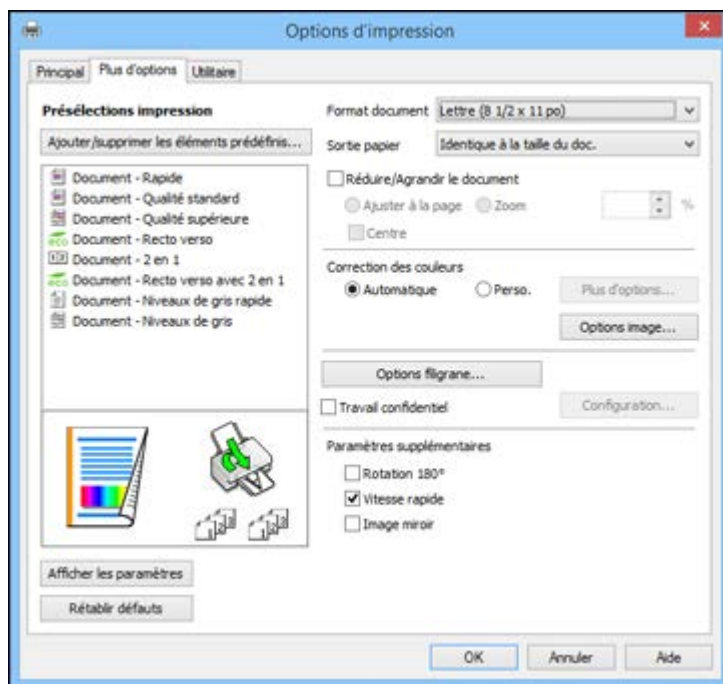 Options d'impression
Principal
Plus d'options
Utilitaire
Présélections impression
Ajouter/supprimer les éléments prédéfinis...
Document - Rapide
Document - Qualité standard
Document - Qualité supérieure
eco Document - Recto verso
Document - 2 en 1
eco Document - Recto verso avec 2 en 1
Document - Niveaux de gris rapide
Document - Niveaux de gris
Afficher les paramètres
Rétablir défauts
Format document Lettre (8 1/2 x 11 po)
Sortie papier Identique à la taille du doc.
Réduire/Agrandir le document
Ajuster à la page Zoom %
Centre
Correction des couleurs
Automatique Perso. Plus d'options...
Options image...
Options filigrane...
Travail confidentiel Configuration...
Paramètres supplémentaires
Rotation 180°
Vitesse rapide
Image miroir
OK Annuler Aide